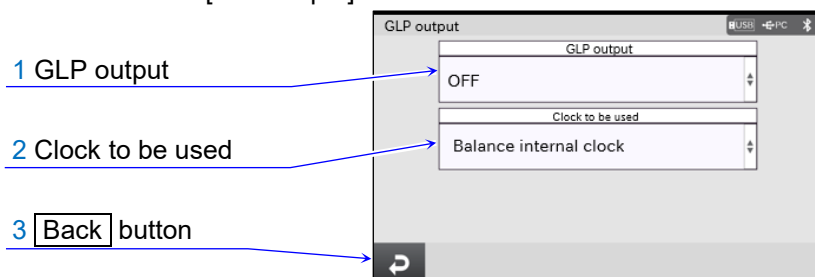 GLP output
USB PC
GLP output
1 GLP output
OFF
Clock to be used
2 Clock to be used
Balance internal clock
3 Back button